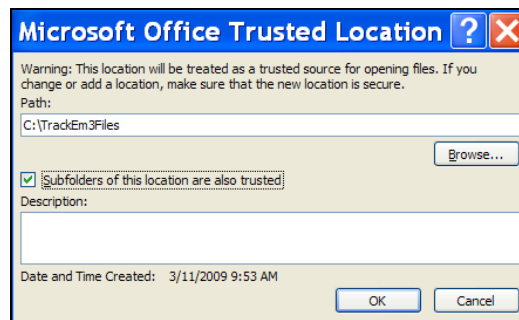 Microsoft Office Trusted Location
Warning: This location will be treated as a trusted source for opening files. If you
change or add a location, make sure that the new location is secure.
Path:
C:\TrackEm3Files
Browse...
Subfolders of this location are also trusted
Description:
Date and Time Created: 3/11/2009 9:53 AM
OK Cancel